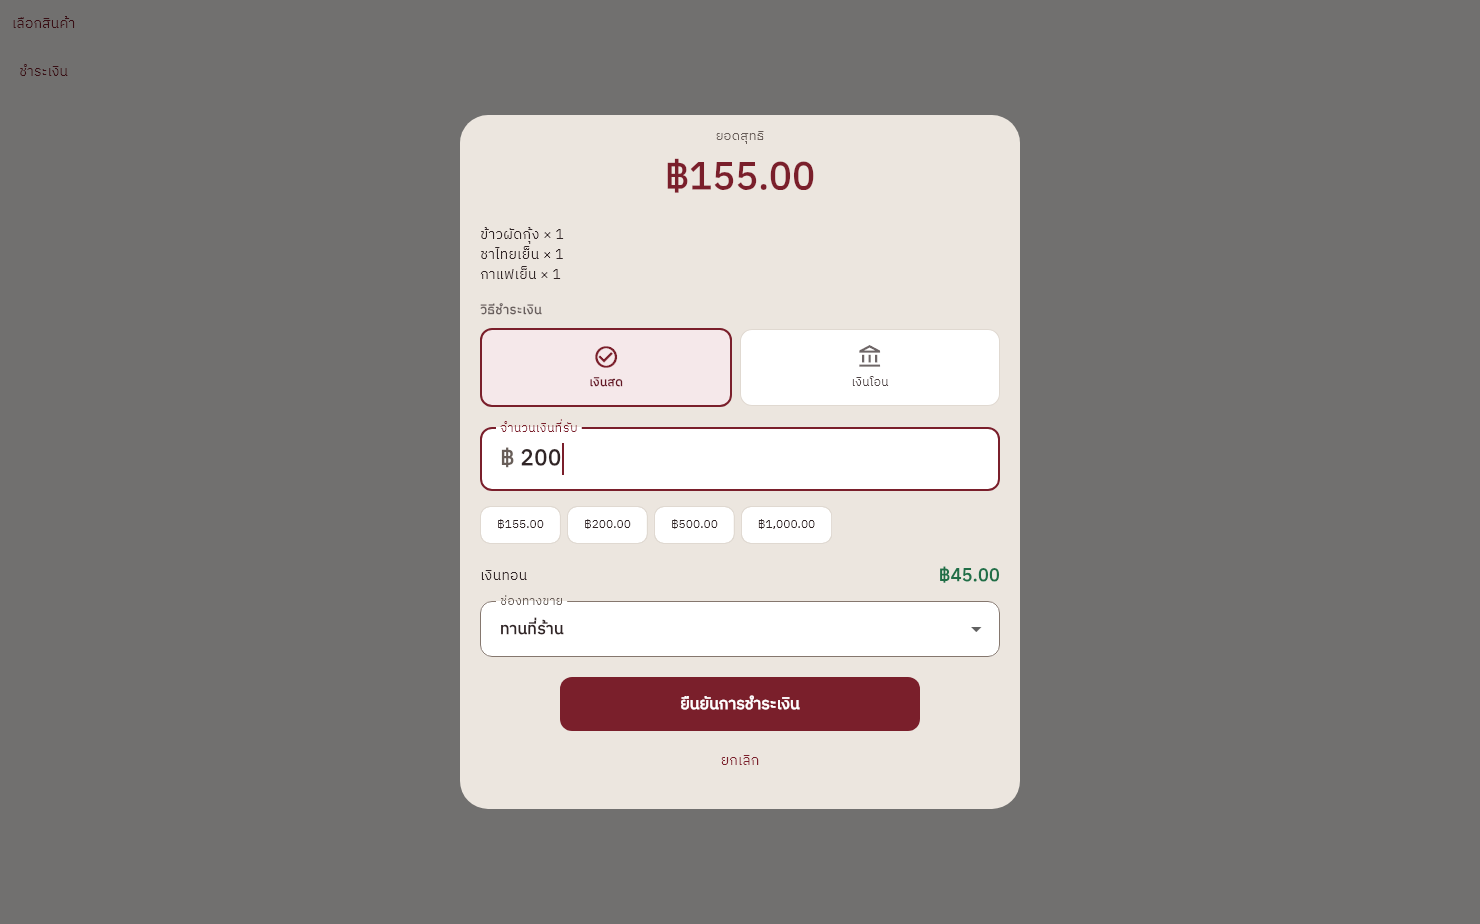 เลือกสินค้า
ชำระเงิน
ยอดสุทธิ
฿155.00
ข้าวผัดกุ้ง × 1
ชาไทยเย็น × 1
กาแฟเย็น × 1
วิธีชำระเงิน
เงินสด
เงินโอน
จำนวนเงินที่รับ
฿ 200
฿155.00 ฿200.00 ฿500.00 ฿1,000.00
เงินทอน ฿45.00
ช่องทางขาย
ทานที่ร้าน
ยืนยันการชำระเงิน
ยกเลิก